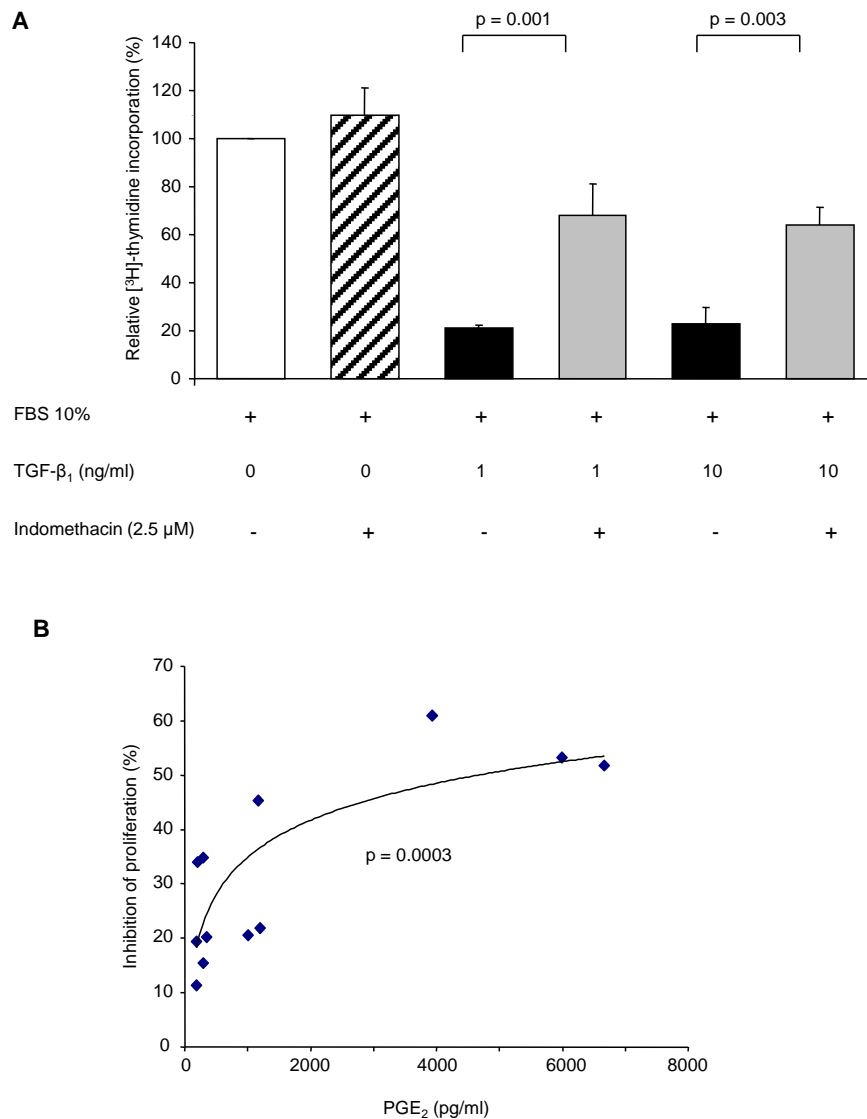 A
p = 0.001
p = 0.003
140
120
100
80
60
40
20
0
Relative [³H]-thymidine incorporation (%)
FBS 10% + + + + + +
TGF-β₁ (ng/ml) 0 0 1 1 10 10
Indomethacin (2.5 µM) - + - + - +
B
70
60
50
40
30
20
10
0
Inhibition of proliferation (%)
p = 0.0003
0 2000 4000 6000 8000
PGE₂ (pg/ml)